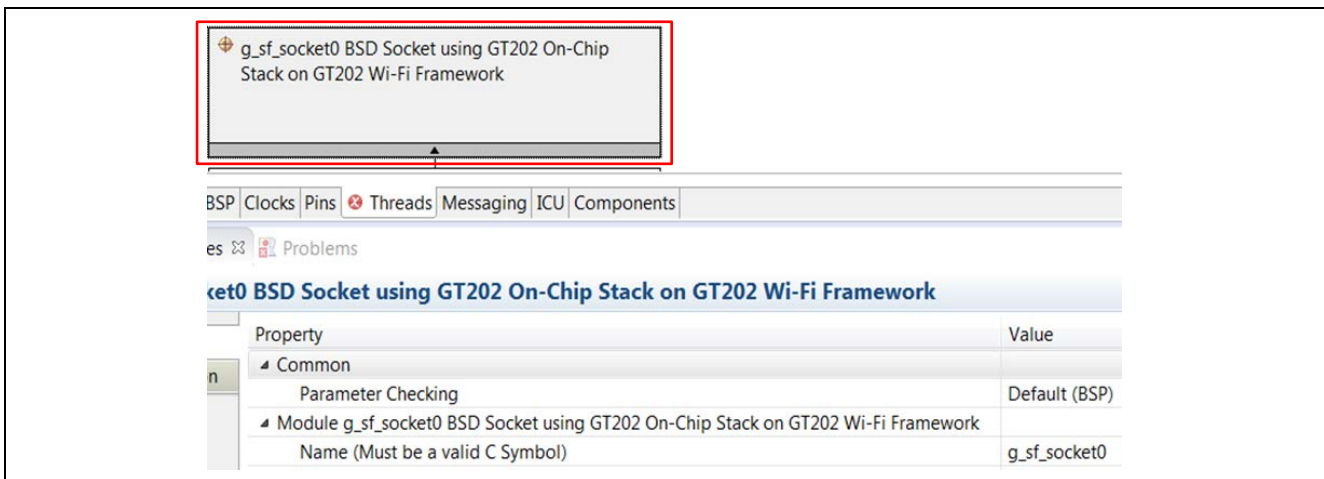 g_sf_socket0 BSD Socket using GT202 On-Chip
Stack on GT202 Wi-Fi Framework
BSP Clocks Pins Threads Messaging ICU Components
es Problems
ket0 BSD Socket using GT202 On-Chip Stack on GT202 Wi-Fi Framework
Property Value
Common
n
Parameter Checking Default (BSP)
Module g_sf_socket0 BSD Socket using GT202 On-Chip Stack on GT202 Wi-Fi Framework
Name (Must be a valid C Symbol) g_sf_socket0